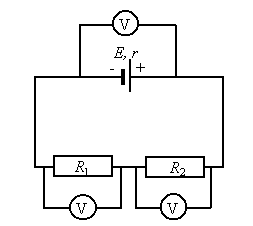 V
E, r
- +
R1 R2
V V